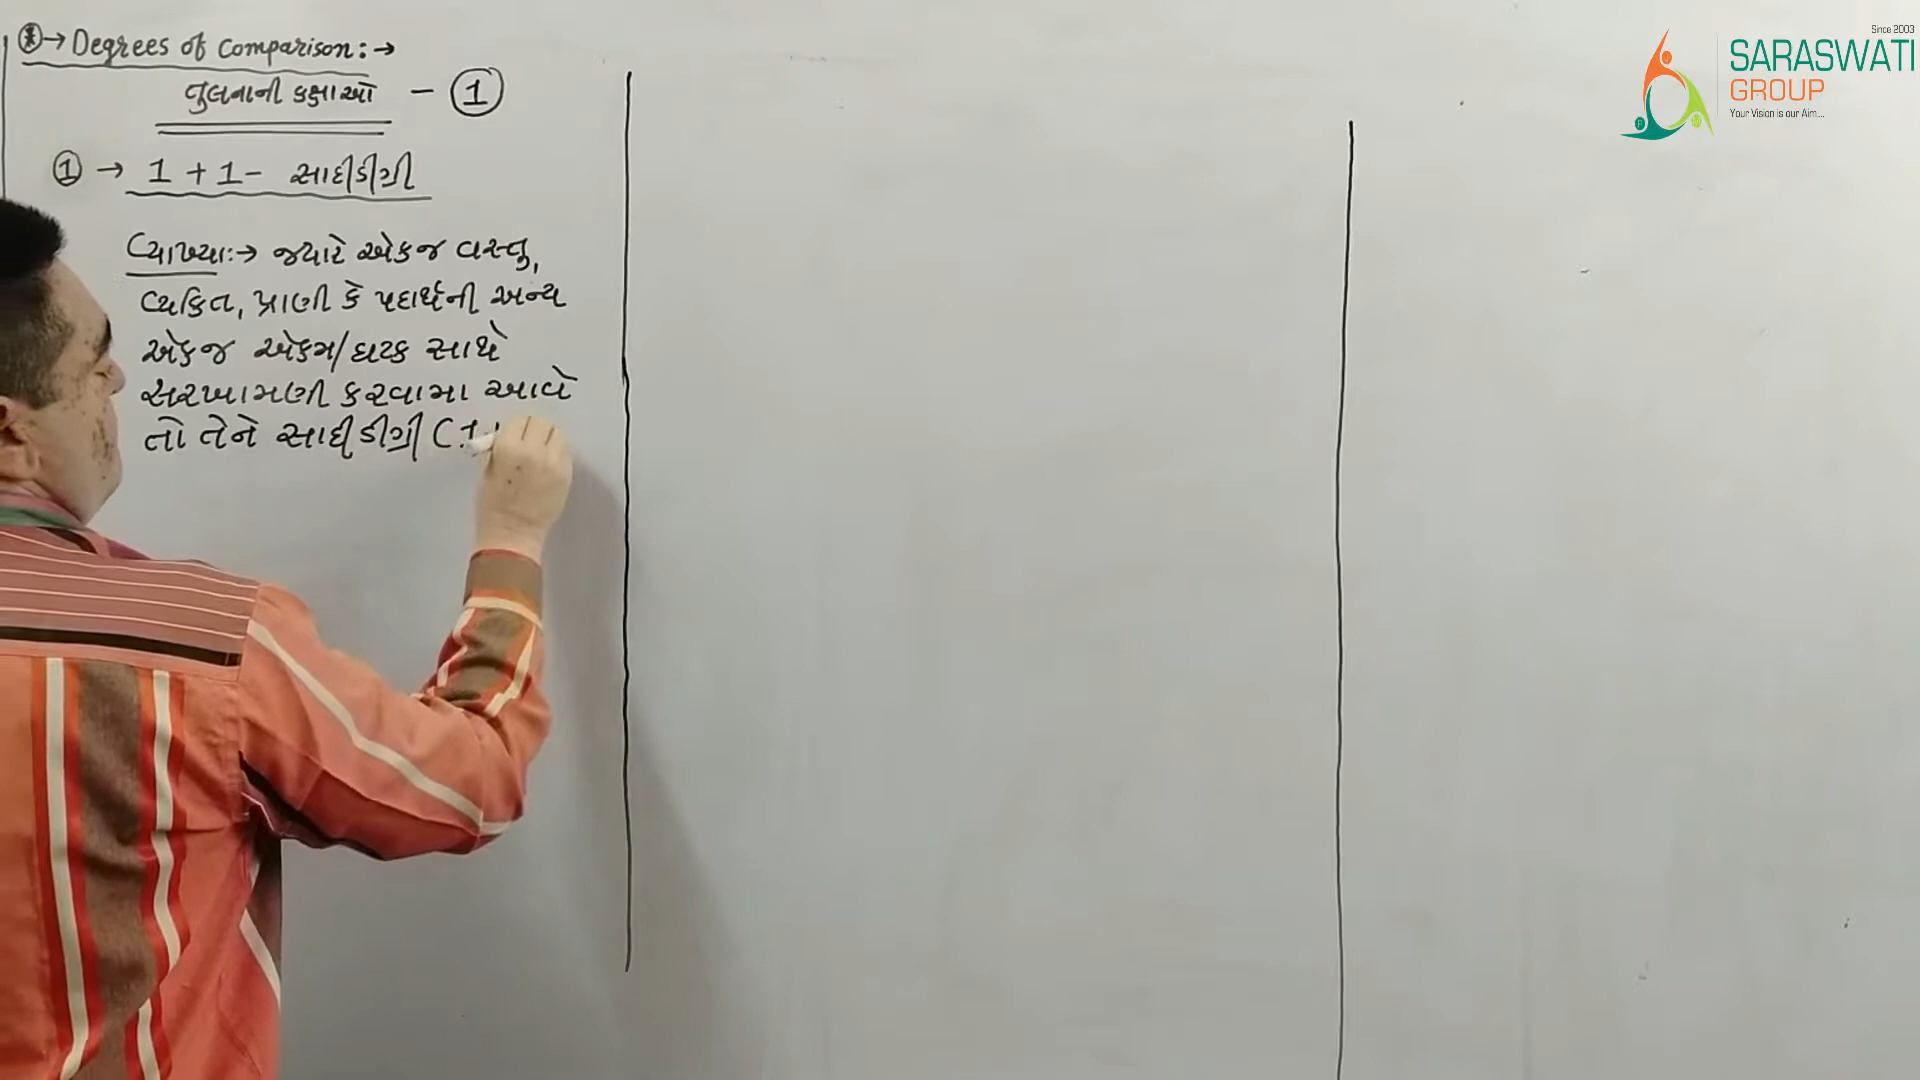 * → Degrees of Comparison: →
તુલનાની કક્ષાઓ - 1
1 → 1 + 1 - સાદીડીગ્રી
વ્યાખ્યા: → જ્યારે એકજ વસ્તુ,
વ્યકિત, પ્રાણી કે પદાર્થની અન્ય
એકજ એકમ/ઘટક સાથે
સરખામણી કરવામા આવે
તો તેને સાદીડીગ્રી (1
Since 2003
SARASWATI
GROUP
Your Vision is our Aim....